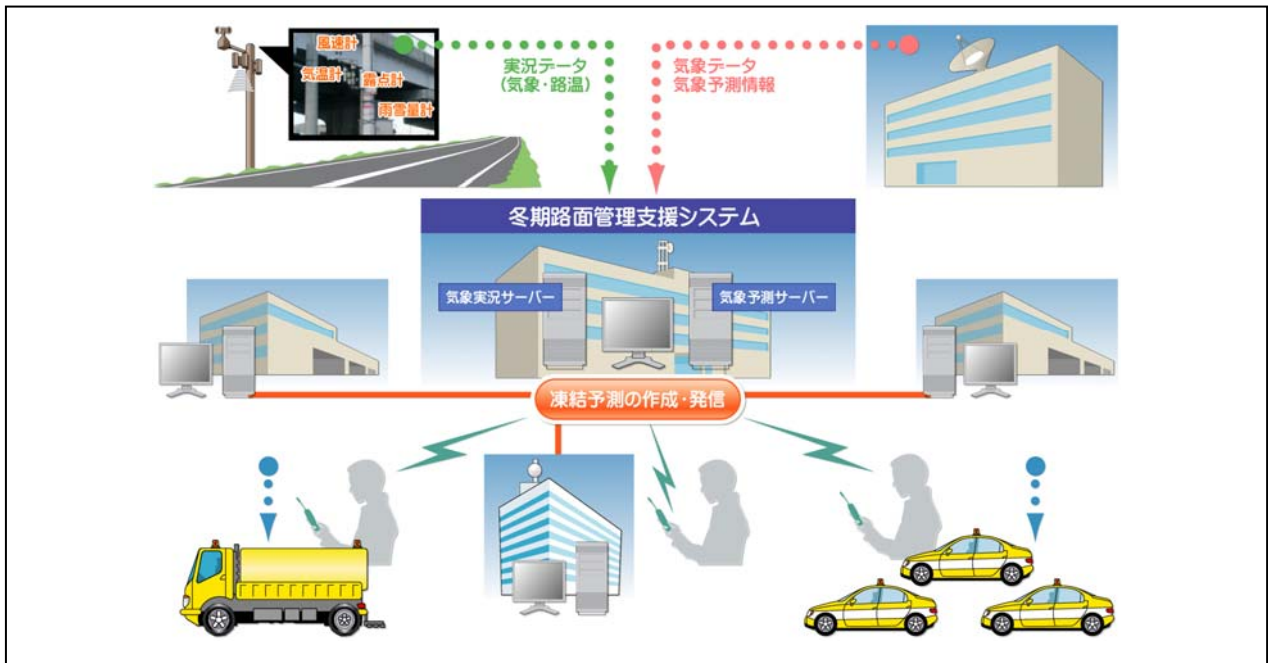 風速計
気温計
露点計
雨雪量計
実況データ
(気象・路温)
気象データ
気象予測情報
冬期路面管理支援システム
気象実況サーバー
気象予測サーバー
凍結予測の作成・発信